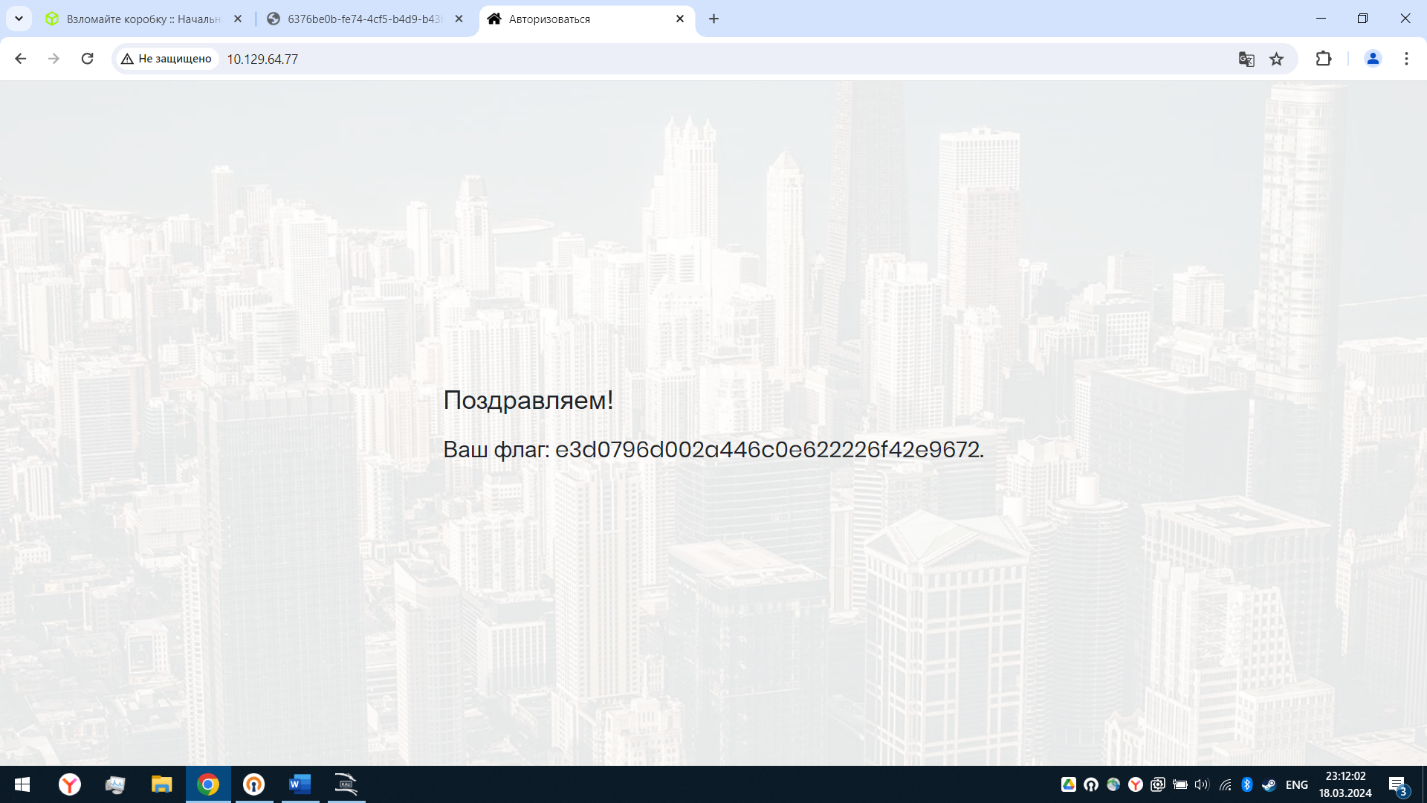 Взломайте коробку :: Начальн
6376be0b-fe74-4cf5-b4d9-b43
Авторизоваться
Не защищено
10.129.64.77
Поздравляем!
Ваш флаг: e3d0796d002a446c0e622226f42e9672.
ENG
23:12:02
18.03.2024
3